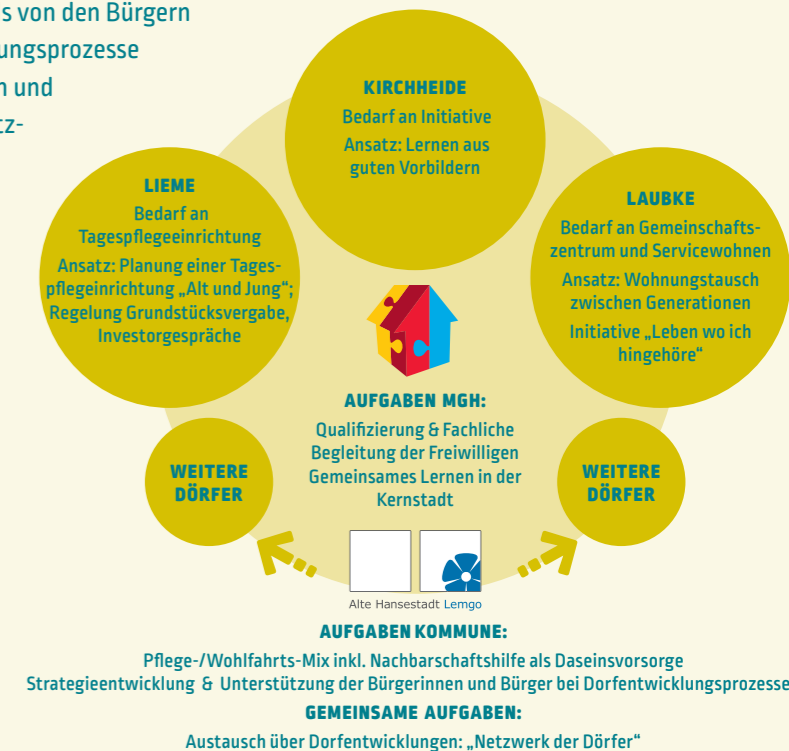 s von den Bürgern
ungsprozesse
n und
tz-
KIRCHHEIDE
Bedarf an Initiative
Ansatz: Lernen aus
guten Vorbildern
LIEME
Bedarf an
Tagespflegeeinrichtung
Ansatz: Planung einer Tages-
pflegeeinrichtung „Alt und Jung“;
Regelung Grundstücksvergabe,
Investorgespräche
LAUBKE
Bedarf an Gemeinschafts-
zentrum und Servicewohnen
Ansatz: Wohnungstausch
zwischen Generationen
Initiative „Leben wo ich
hingehöre“
AUFGABEN MGH:
Qualifizierung & Fachliche
Begleitung der Freiwilligen
Gemeinsames Lernen in der
Kernstadt
WEITERE
DÖRFER
WEITERE
DÖRFER
Alte Hansestadt Lemgo
AUFGABEN KOMMUNE:
Pflege-/Wohlfahrts-Mix inkl. Nachbarschaftshilfe als Daseinsvorsorge
Strategieentwicklung & Unterstützung der Bürgerinnen und Bürger bei Dorfentwicklungsprozesse
GEMEINSAME AUFGABEN:
Austausch über Dorfentwicklungen: „Netzwerk der Dörfer“